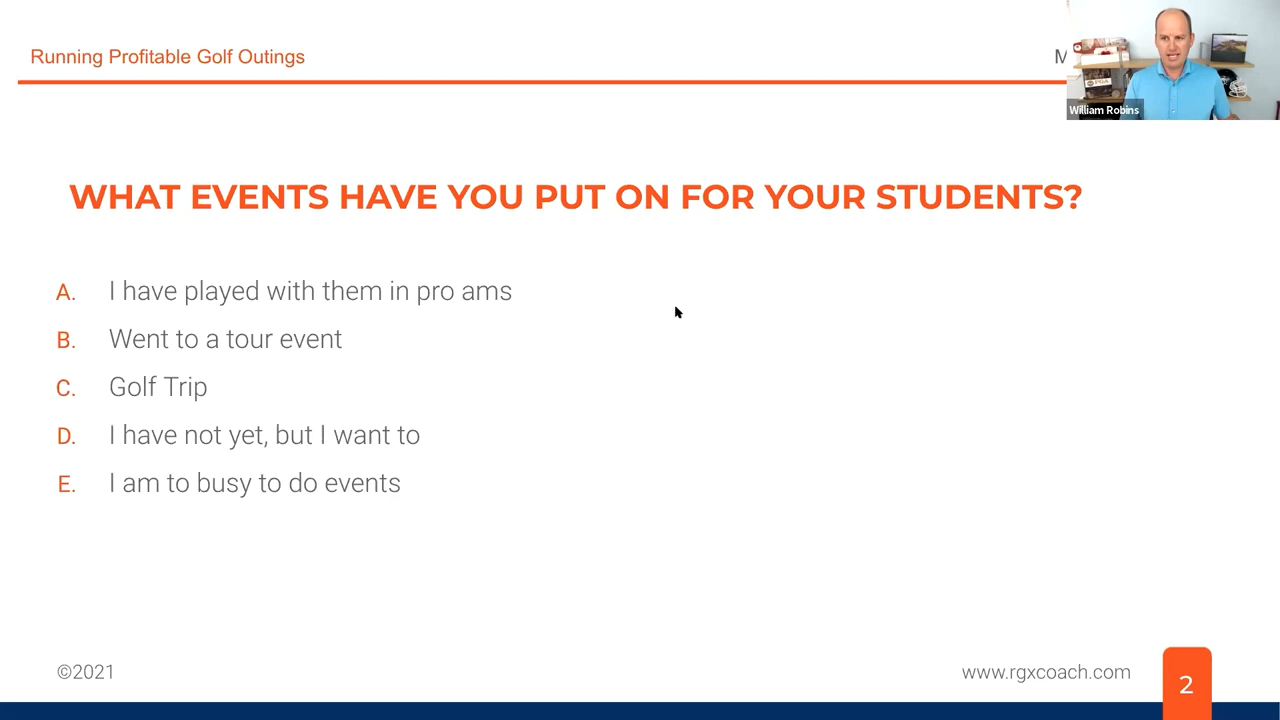 Running Profitable Golf Outings
M
William Robins
WHAT EVENTS HAVE YOU PUT ON FOR YOUR STUDENTS?
A. I have played with them in pro ams
B. Went to a tour event
C. Golf Trip
D. I have not yet, but I want to
E. I am to busy to do events
©2021
www.rgxcoach.com
2